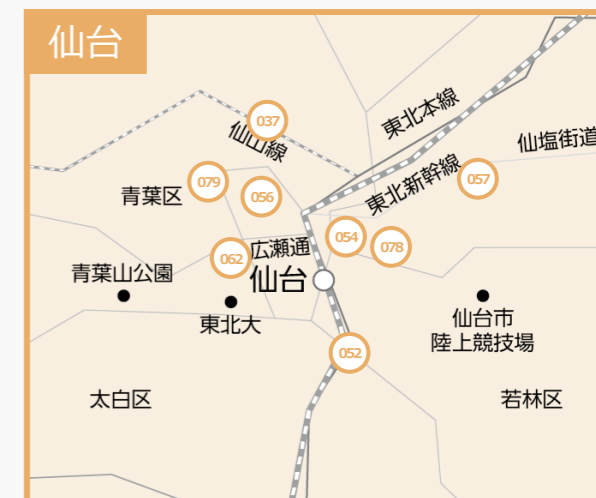 仙台
東北本線
037
仙山線
仙塩街道
東北新幹線
079
056
057
青葉区
054
078
広瀬通
062
青葉山公園
仙台
東北大
仙台市
陸上競技場
052
太白区
若林区